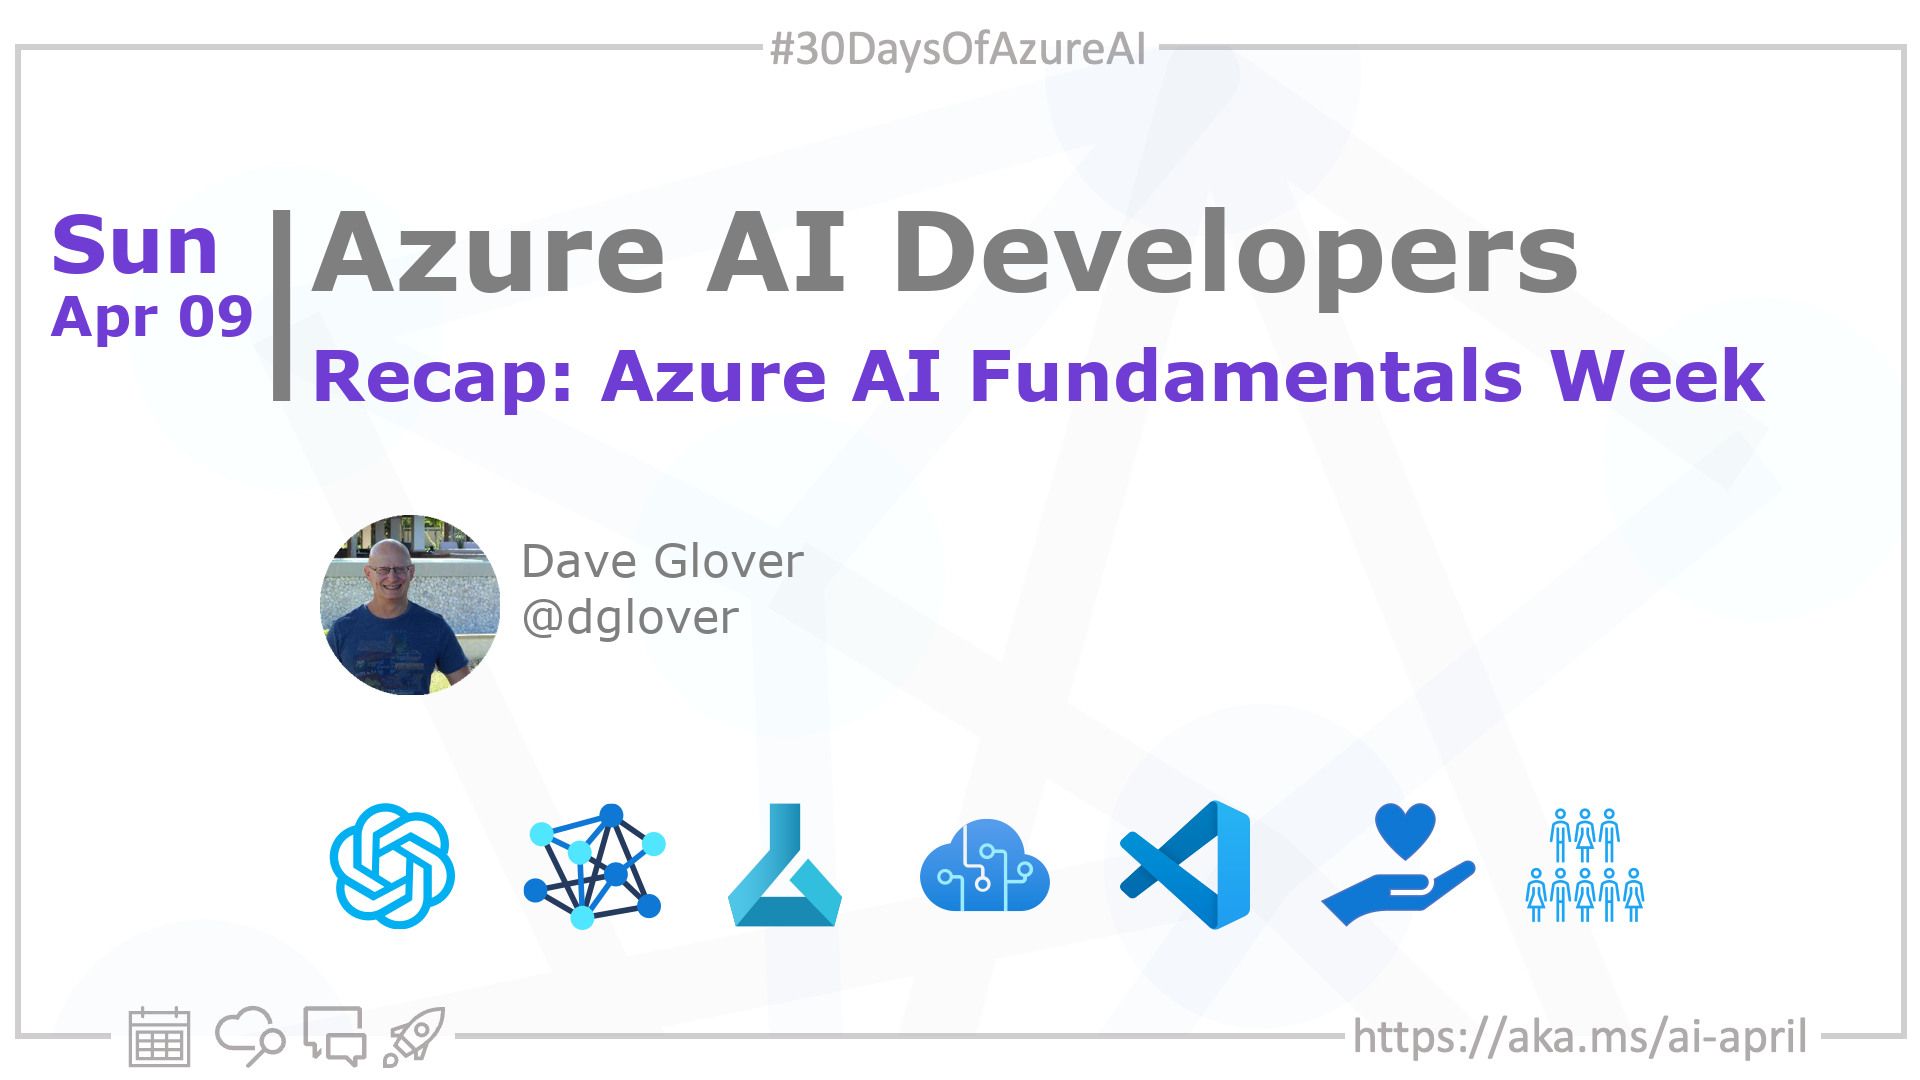 #30DaysOfAzureAI
Sun
Apr 09
Azure AI Developers
Recap: Azure AI Fundamentals Week
Dave Glover
@dglover
https://aka.ms/ai-april